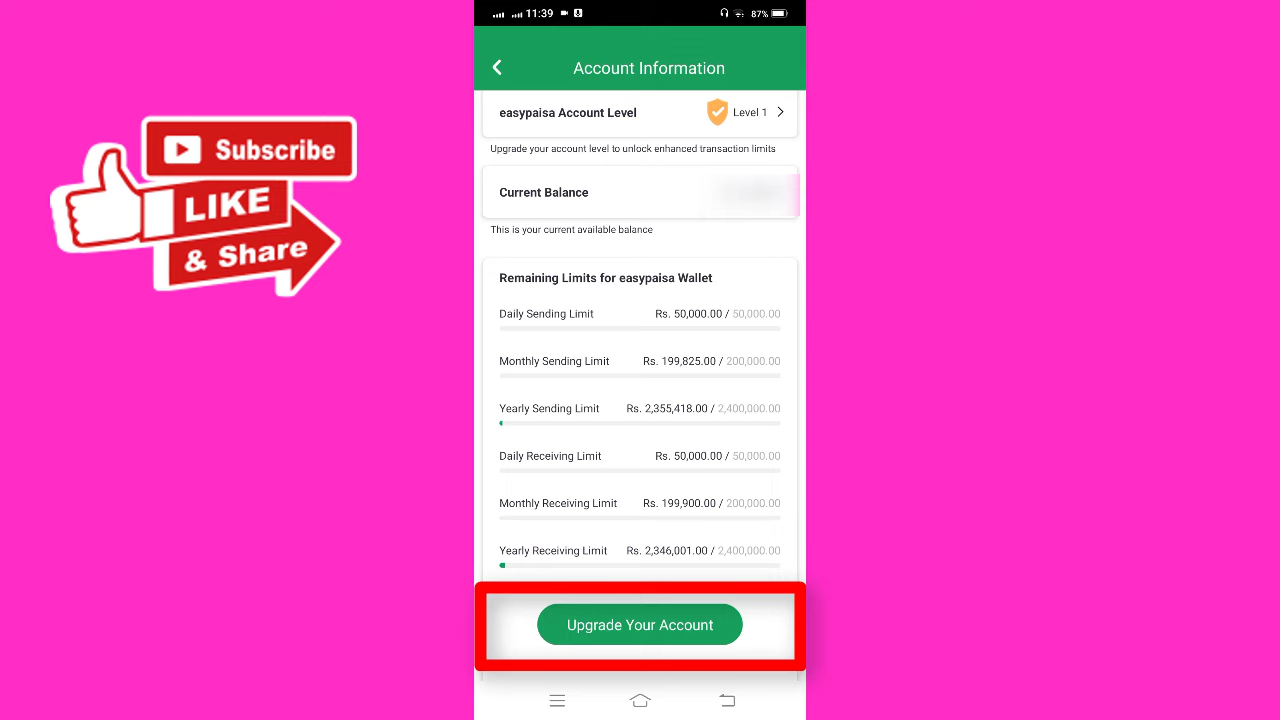 11:39
87%
Account Information
easypaisa Account Level
Level 1
Upgrade your account level to unlock enhanced transaction limits
Current Balance
This is your current available balance
Remaining Limits for easypaisa Wallet
Daily Sending Limit Rs. 50,000.00 / 50,000.00
Monthly Sending Limit Rs. 199,825.00 / 200,000.00
Yearly Sending Limit Rs. 2,355,418.00 / 2,400,000.00
Daily Receiving Limit Rs. 50,000.00 / 50,000.00
Monthly Receiving Limit Rs. 199,900.00 / 200,000.00
Yearly Receiving Limit Rs. 2,346,001.00 / 2,400,000.00
Upgrade Your Account
Subscribe
LIKE
& Share